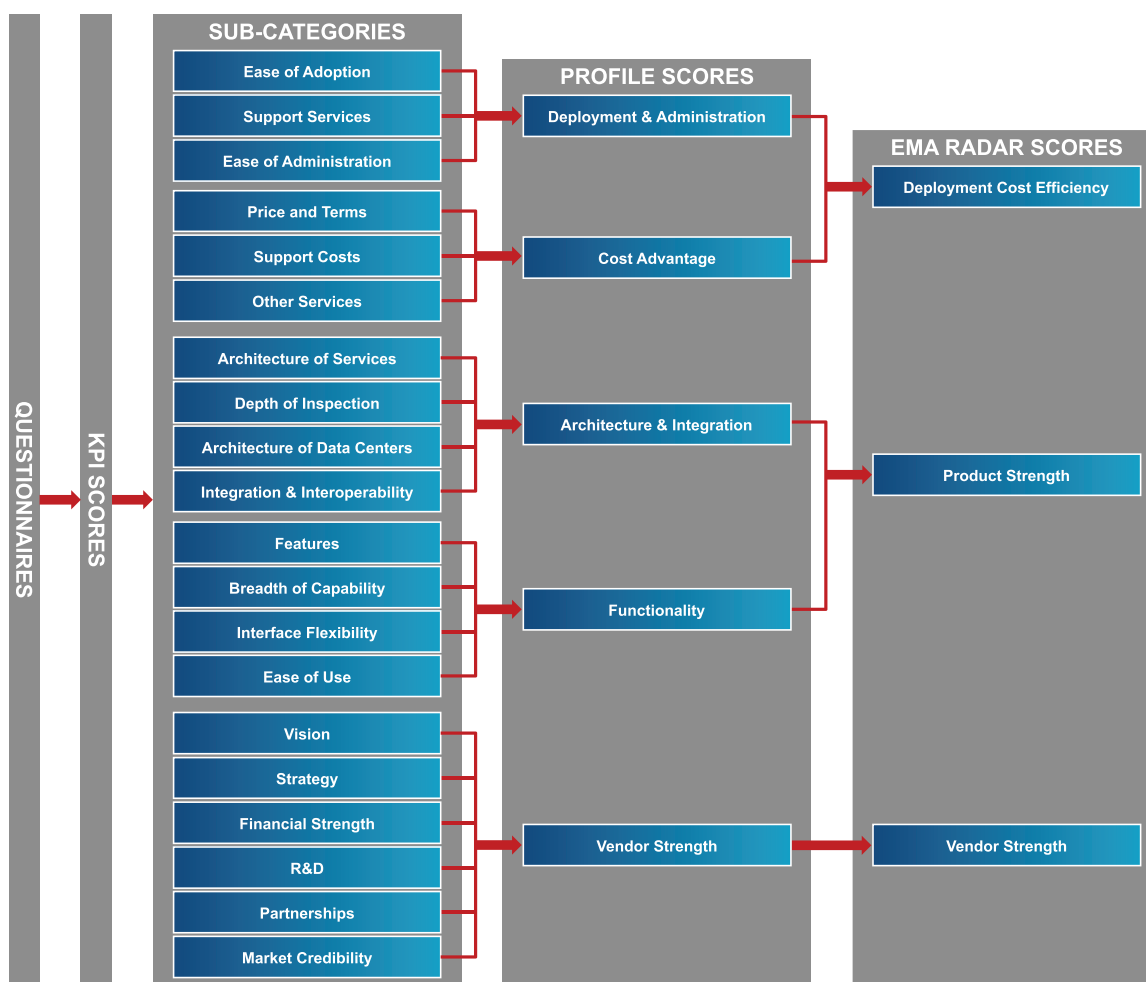 QUESTIONNAIRES
KPI SCORES
SUB-CATEGORIES
Ease of Adoption
Support Services
Ease of Administration
Price and Terms
Support Costs
Other Services
Architecture of Services
Depth of Inspection
Architecture of Data Centers
Integration & Interoperability
Features
Breadth of Capability
Interface Flexibility
Ease of Use
Vision
Strategy
Financial Strength
R&D
Partnerships
Market Credibility
PROFILE SCORES
Deployment & Administration
Cost Advantage
Architecture & Integration
Functionality
Vendor Strength
EMA RADAR SCORES
Deployment Cost Efficiency
Product Strength
Vendor Strength